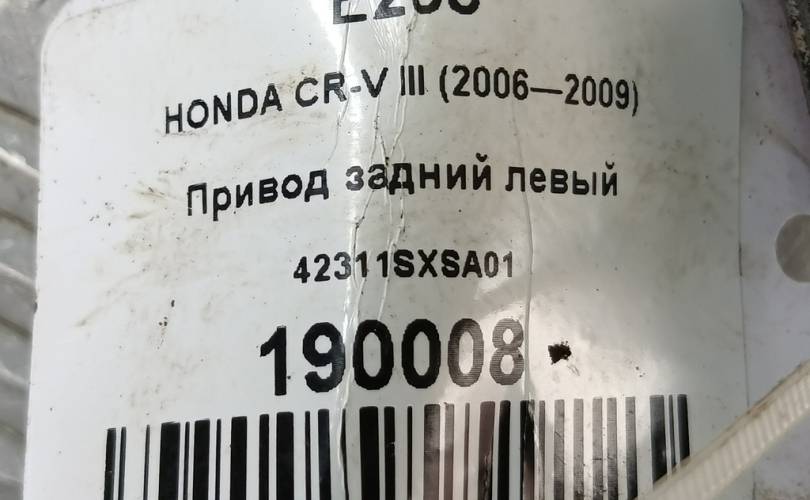 HONDA CR-V III (2006—2009)
Привод задний левый
42311SXSA01
190008